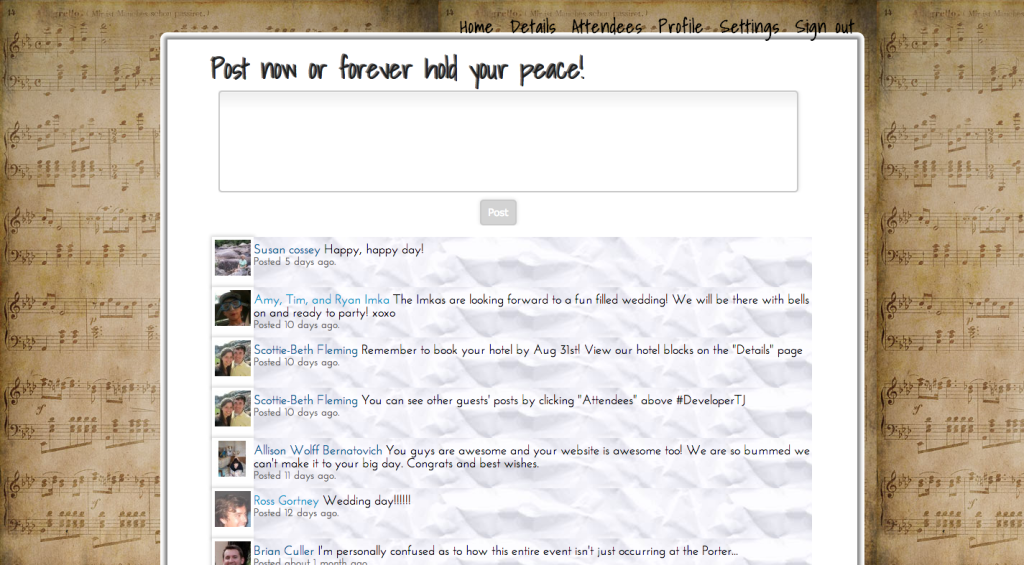 Home Details Attendees Profile Settings Sign out
Post now or forever hold your peace!
Post
Susan cossey Happy, happy day!
Posted 5 days ago.
Amy, Tim, and Ryan Imka The Imkas are looking forward to a fun filled wedding! We will be there with bells
on and ready to party! xoxo
Posted 10 days ago.
Scottie-Beth Fleming Remember to book your hotel by Aug 31st! View our hotel blocks on the "Details" page
Posted 10 days ago.
Scottie-Beth Fleming You can see other guests' posts by clicking "Attendees" above #DeveloperTJ
Posted 10 days ago.
Allison Wolff Bernatovich You guys are awesome and your website is awesome too! We are so bummed we
can't make it to your big day. Congrats and best wishes.
Posted 11 days ago.
Ross Gortney Wedding day!!!!!!
Posted 12 days ago.
Brian Culler I'm personally confused as to how this entire event isn't just occurring at the Porter...
Posted about 1 month ago.